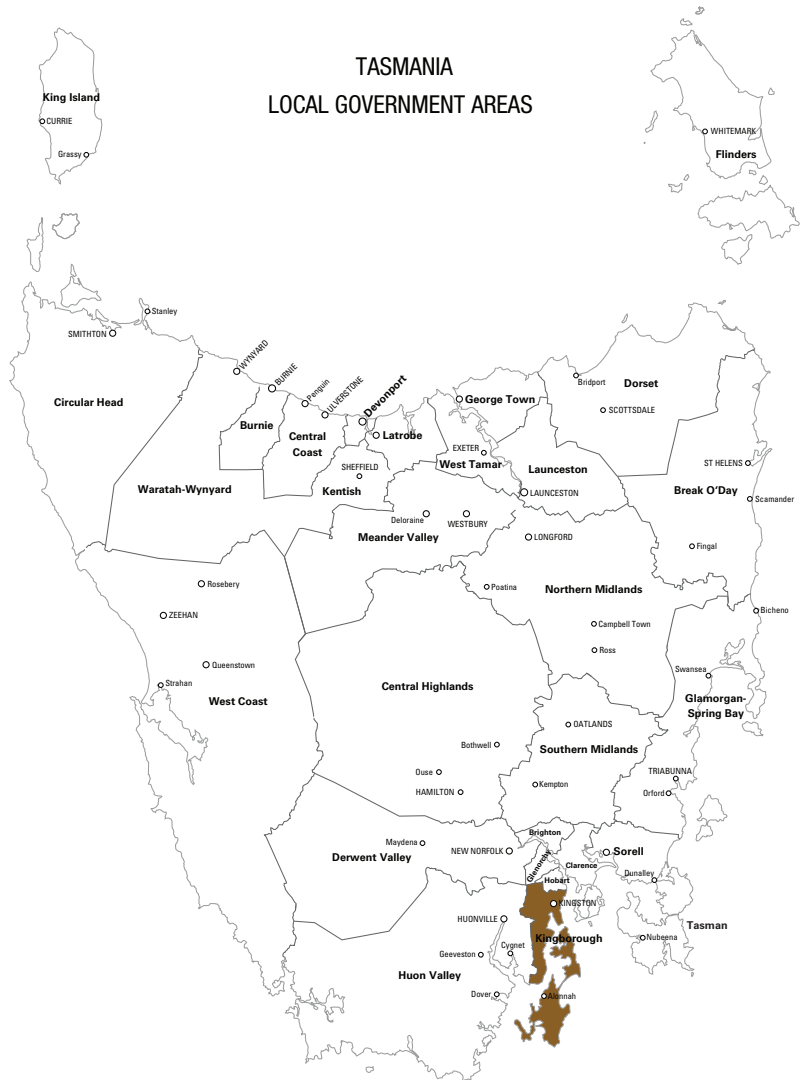 TASMANIA
LOCAL GOVERNMENT AREAS
King Island
CURRIE
Grassy
WHITEMARK
Flinders
Stanley
SMITHTON
WYNYARD
BURNIE
Penguin
ULVERSTONE
Devonport
George Town
Bridport
Dorset
SCOTTSDALE
Circular Head
Burnie
Central
Coast
Latrobe
EXETER
West Tamar
Launceston
LAUNCESTON
SHEFFIELD
Kentish
ST HELENS
Break O'Day
Scamander
Waratah-Wynyard
Deloraine
WESTBURY
Meander Valley
LONGFORD
Fingal
Rosebery
ZEEHAN
Poatina
Northern Midlands
Bicheno
Campbell Town
Ross
Queenstown
Strahan
West Coast
Central Highlands
Swansea
Glamorgan-
Spring Bay
OATLANDS
Bothwell
Southern Midlands
Ouse
HAMILTON
Kempton
TRIABUNNA
Orford
Maydena
Derwent Valley
NEW NORFOLK
Brighton
Glenorchy
Clarence
Sorell
Hobart
Dunalley
KINGSTON
HUONVILLE
Tasman
Nubeena
Kingborough
Cygnet
Geeveston
Huon Valley
Dover
Alonnah